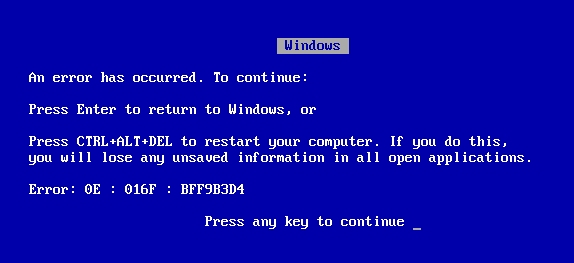 Windows
An error has occurred. To continue:
Press Enter to return to Windows, or
Press CTRL+ALT+DEL to restart your computer. If you do this,
you will lose any unsaved information in all open applications.
Error: 0E : 016F : BFF9B3D4
Press any key to continue _